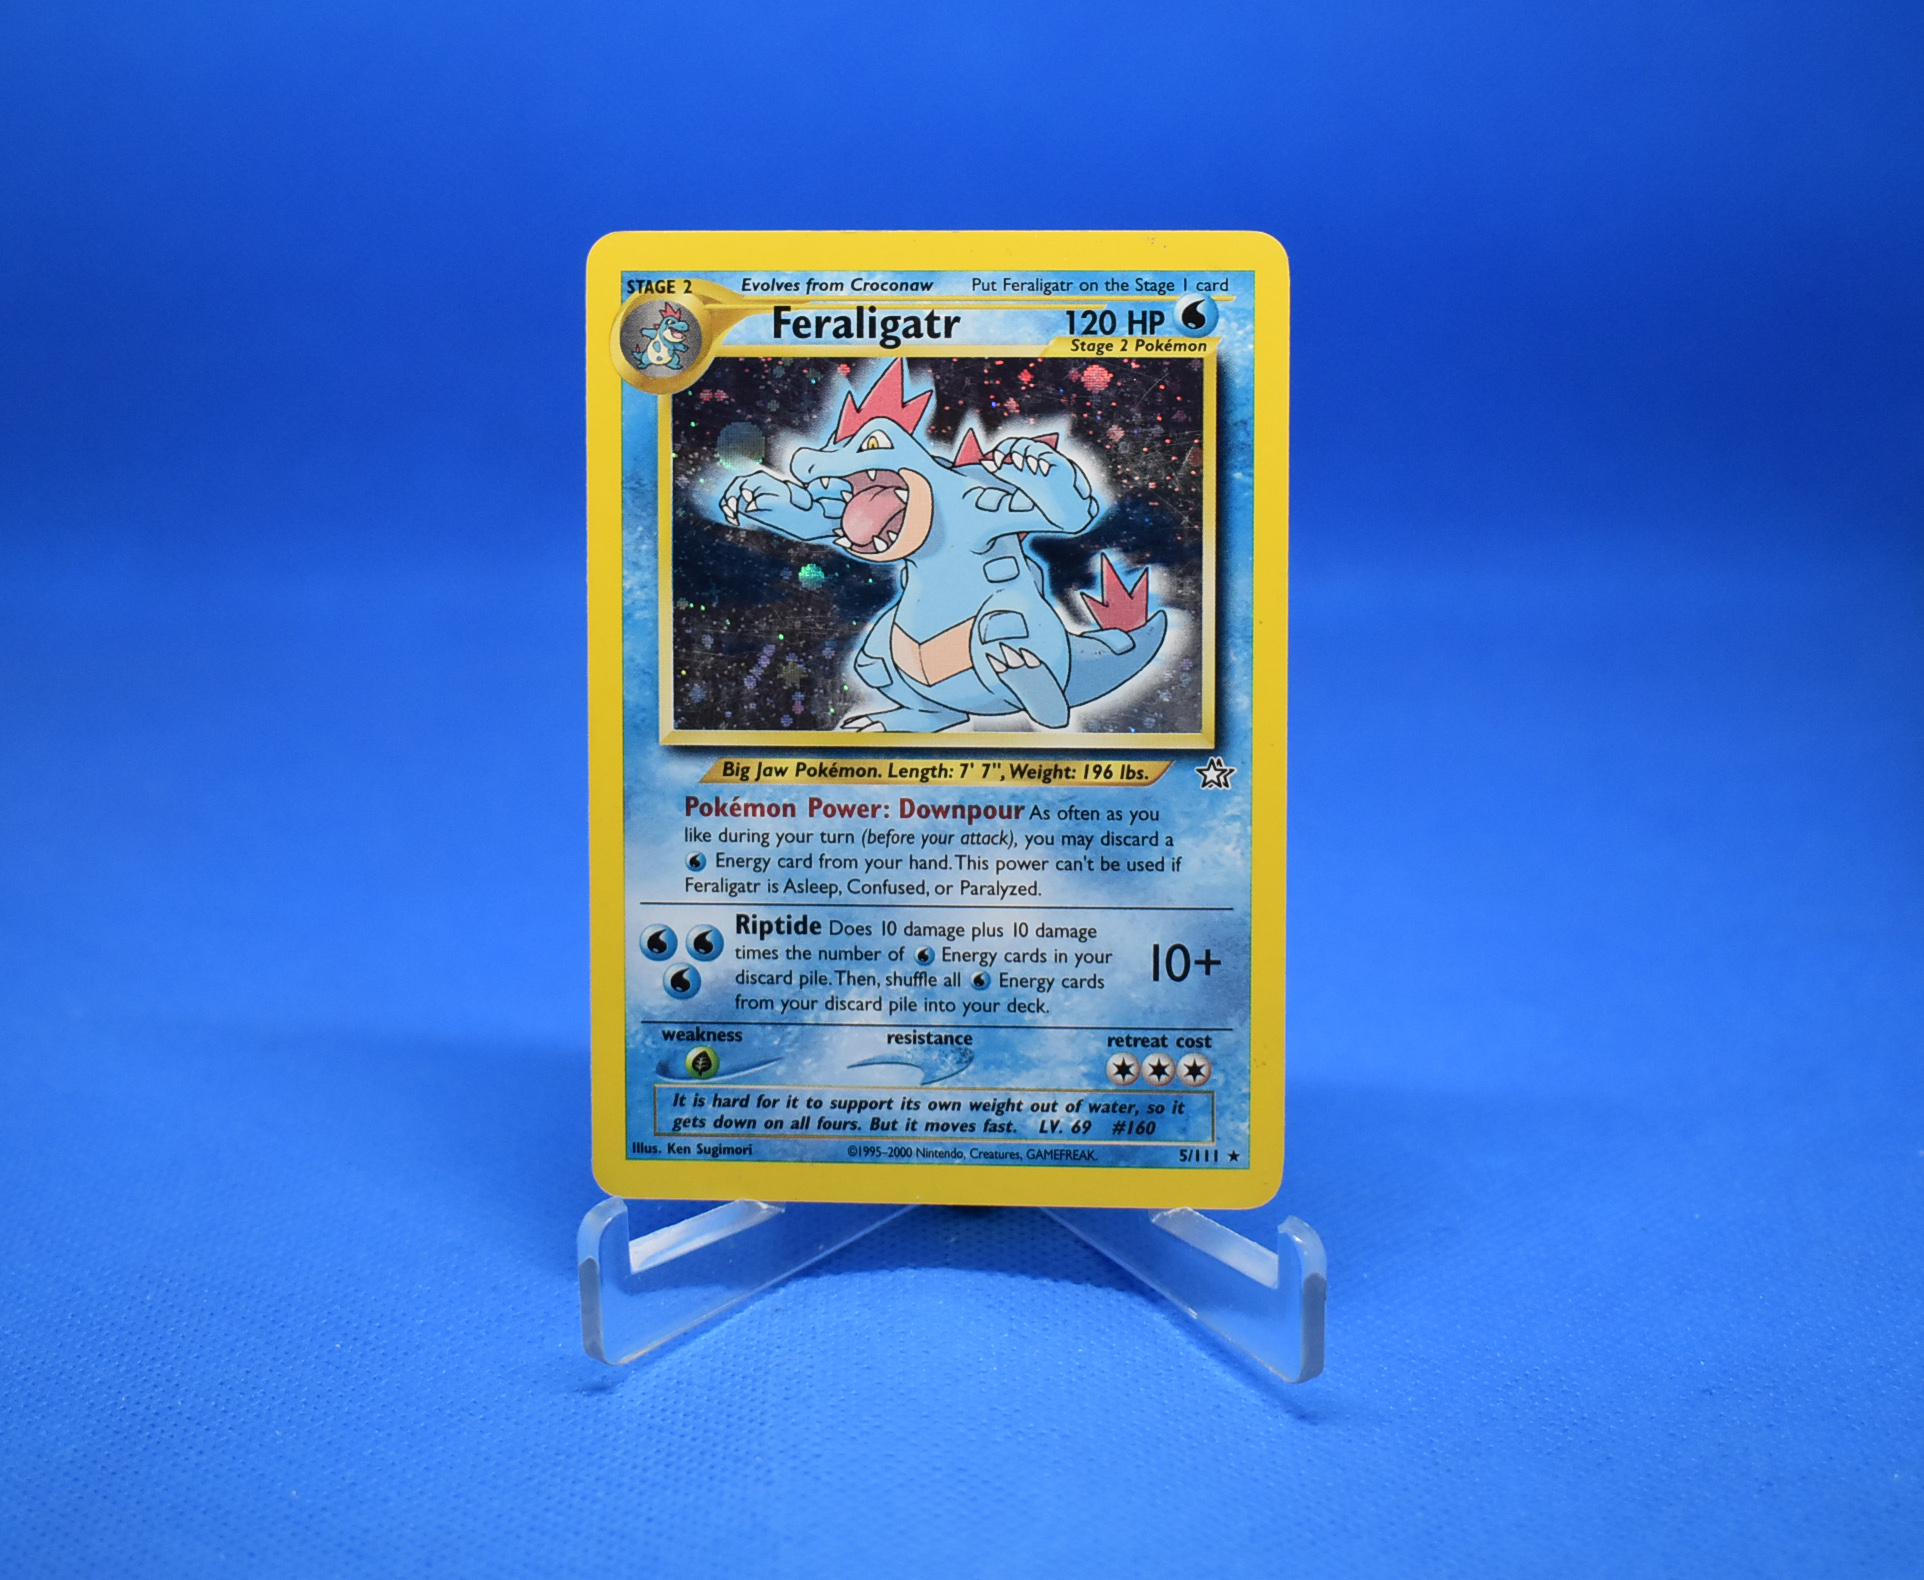 STAGE 2 Evolves from Croconaw Put Feraligatr on the Stage 1 card
Feraligatr 120 HP
Stage 2 Pokémon
Big Jaw Pokémon. Length: 7' 7", Weight: 196 lbs.
Pokémon Power: Downpour As often as you
like during your turn (before your attack), you may discard a
Energy card from your hand. This power can't be used if
Feraligatr is Asleep, Confused, or Paralyzed.
Riptide Does 10 damage plus 10 damage
times the number of Energy cards in your
discard pile. Then, shuffle all Energy cards
from your discard pile into your deck.
10+
weakness resistance retreat cost
It is hard for it to support its own weight out of water, so it
gets down on all fours. But it moves fast. LV. 69 #160
Illus. Ken Sugimori ©1995-2000 Nintendo, Creatures, GAMEFREAK. 5/111 ★